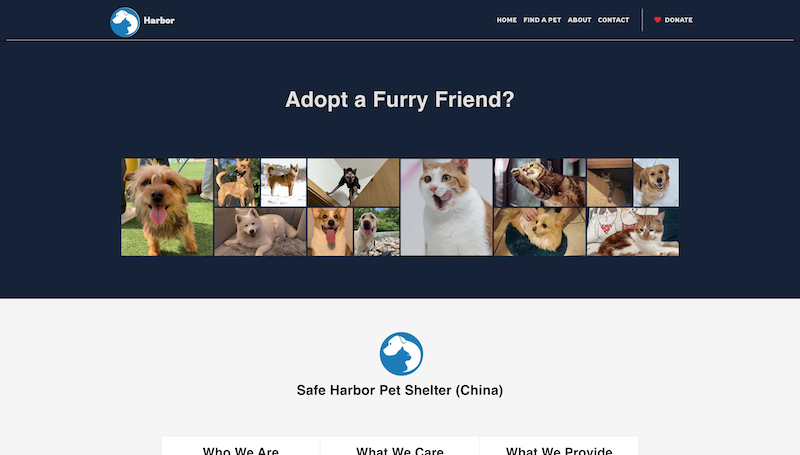 Harbor
HOME FIND A PET ABOUT CONTACT DONATE
Adopt a Furry Friend?
Safe Harbor Pet Shelter (China)
Who We Are What We Care What We Provide